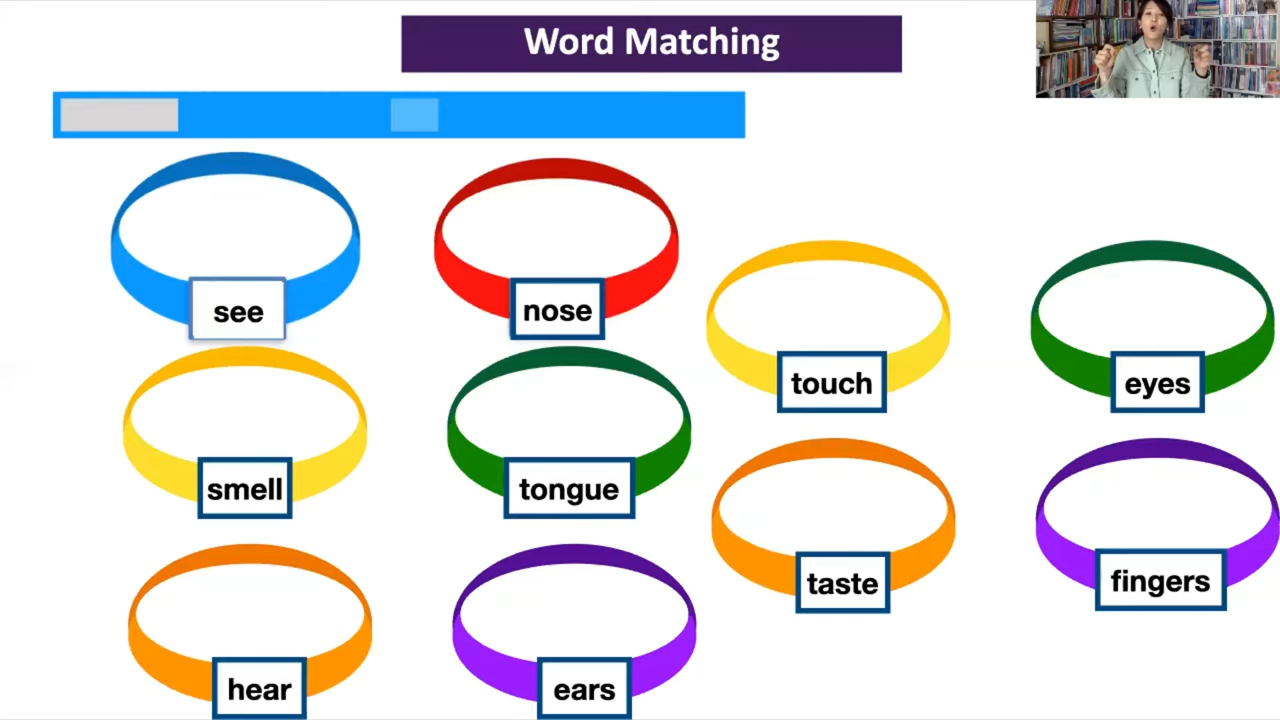 Word Matching
see
nose
touch
eyes
smell
tongue
taste
fingers
hear
ears